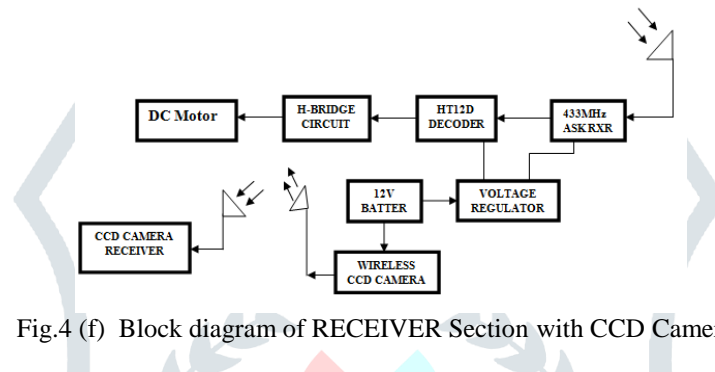 DC Motor
H-BRIDGE
CIRCUIT
HT12D
DECODER
433MHz
ASK RXR
12V
BATTER
VOLTAGE
REGULATOR
CCD CAMERA
RECEIVER
WIRELESS
CCD CAMERA
Fig.4 (f) Block diagram of RECEIVER Section with CCD Camer